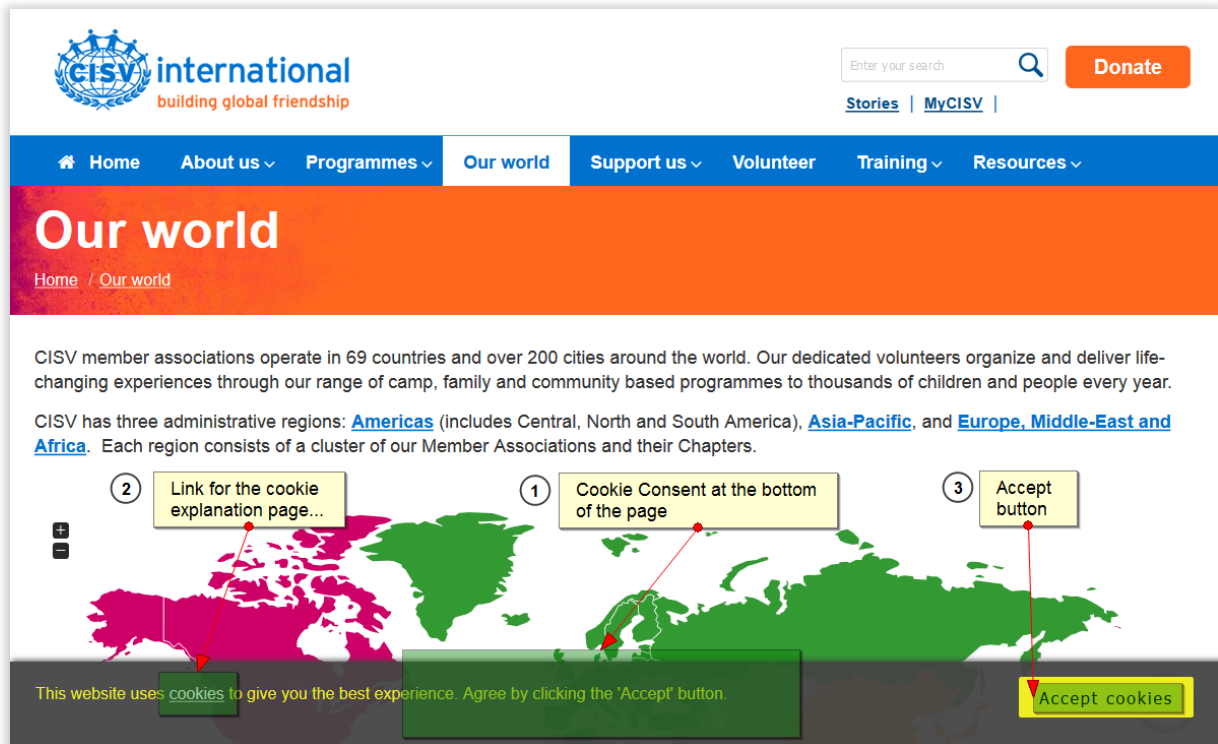 CISV international
building global friendship
Enter your search
Donate
Stories | MyCISV |
Home About us Programmes Our world Support us Volunteer Training Resources
Our world
Home / Our world
CISV member associations operate in 69 countries and over 200 cities around the world. Our dedicated volunteers organize and deliver life-
changing experiences through our range of camp, family and community based programmes to thousands of children and people every year.
CISV has three administrative regions: Americas (includes Central, North and South America), Asia-Pacific, and Europe, Middle-East and
Africa. Each region consists of a cluster of our Member Associations and their Chapters.
2
Link for the cookie
explanation page...
1
Cookie Consent at the bottom
of the page
3
Accept
button
+
−
This website uses cookies to give you the best experience. Agree by clicking the 'Accept' button.
Accept cookies